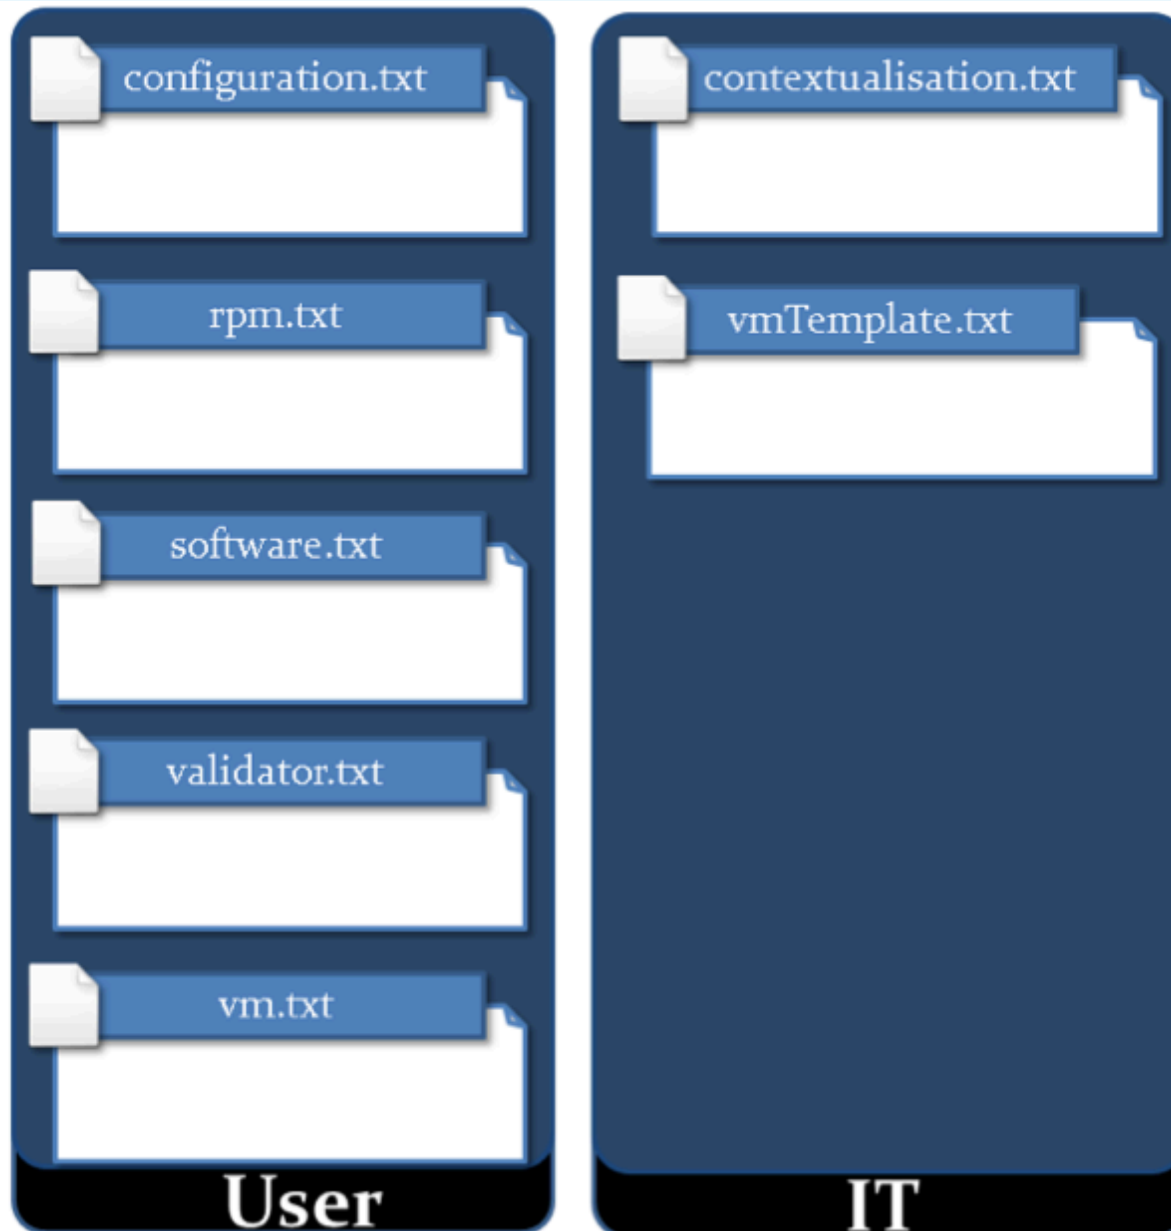 configuration.txt
rpm.txt
software.txt
validator.txt
vm.txt
User
contextualisation.txt
vmTemplate.txt
IT